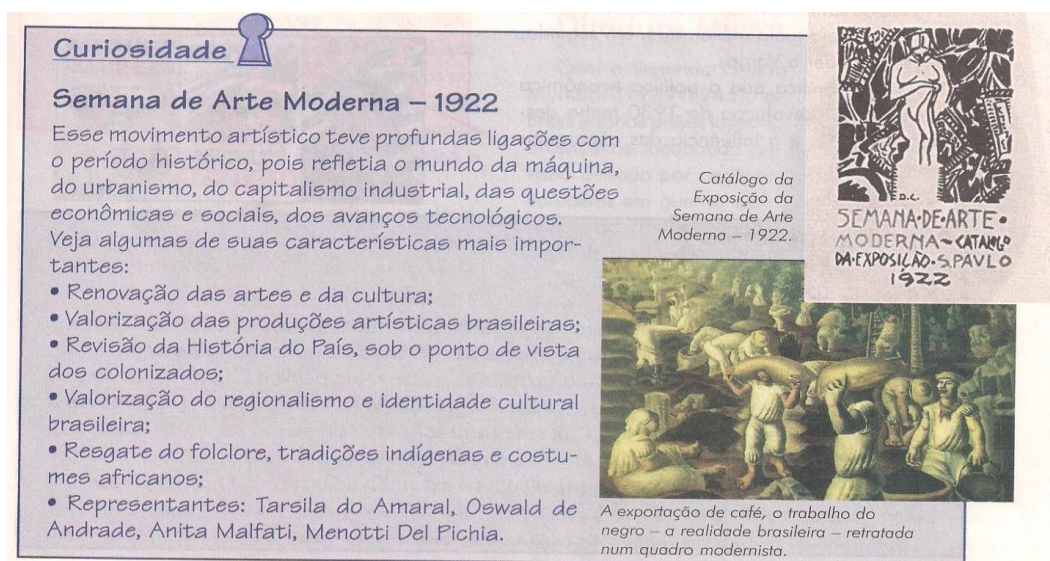 Curiosidade
Semana de Arte Moderna – 1922
Esse movimento artístico teve profundas ligações com
o período histórico, pois refletia o mundo da máquina,
do urbanismo, do capitalismo industrial, das questões
econômicas e sociais, dos avanços tecnológicos.
Veja algumas de suas características mais impor-
tantes:
• Renovação das artes e da cultura;
• Valorização das produções artísticas brasileiras;
• Revisão da História do País, sob o ponto de vista
dos colonizados;
• Valorização do regionalismo e identidade cultural
brasileira;
• Resgate do folclore, tradições indígenas e costu-
mes africanos;
• Representantes: Tarsila do Amaral, Oswald de
Andrade, Anita Malfati, Menotti Del Pichia.
Catálogo da
Exposição da
Semana de Arte
Moderna – 1922.
D.C.
SEMANA·DE·ARTE·
MODERNA~CATALOGO
DA·EXPOSIÇÃO·S.PAVLO
1922
A exportação de café, o trabalho do
negro – a realidade brasileira – retratada
num quadro modernista.